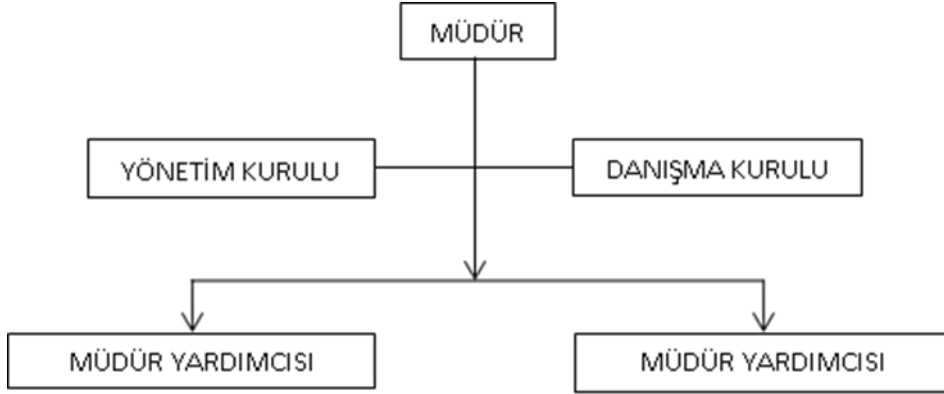 MÜDÜR
YÖNETİM KURULU
DANIŞMA KURULU
MÜDÜR YARDIMCISI
MÜDÜR YARDIMCISI